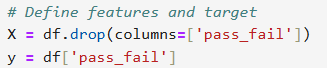 # Define features and target
X = df.drop(columns=['pass_fail'])
y = df['pass_fail']